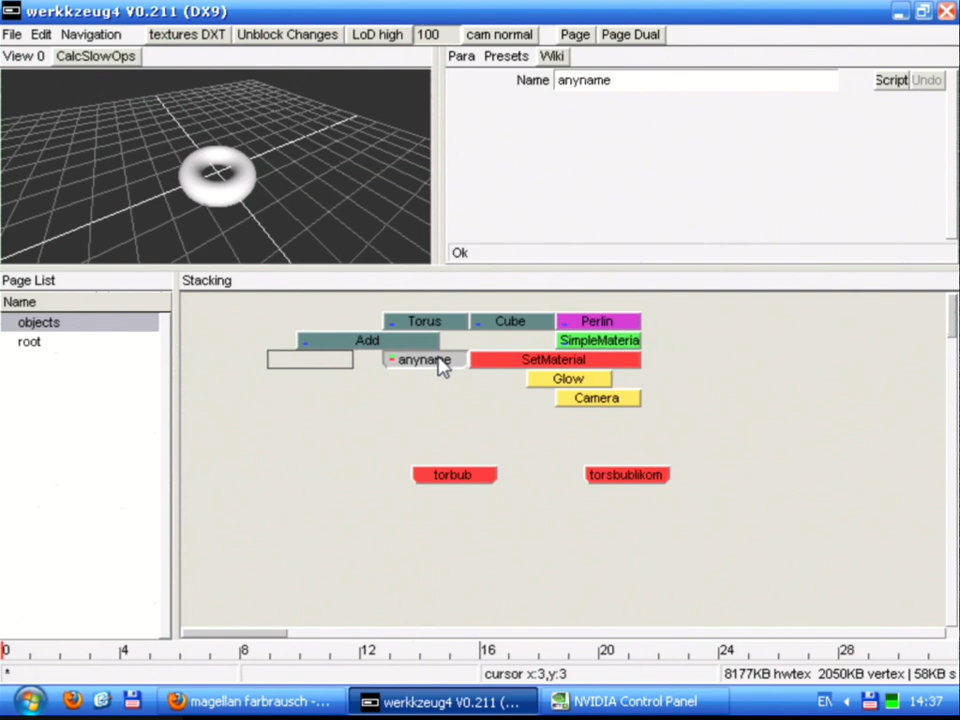 werkkzeug4 V0.211 (DX9)
File Edit Navigation textures DXT Unblock Changes LoD high 100 cam normal Page Page Dual
View 0 CalcSlowOps
Para Presets Wiki
Name anyname Script Undo
Ok
Page List
Name
objects
root
Stacking
Torus Cube Perlin
Add SimpleMateria
anyname SetMaterial
Glow
Camera
torbub torsbublikom
0 4 8 12 16 20 24 28
* cursor x:3,y:3 8177KB hwtex 2050KB vertex | 58KB s
magellan farbrausch -... werkkzeug4 V0.211 (... NVIDIA Control Panel EN 14:37